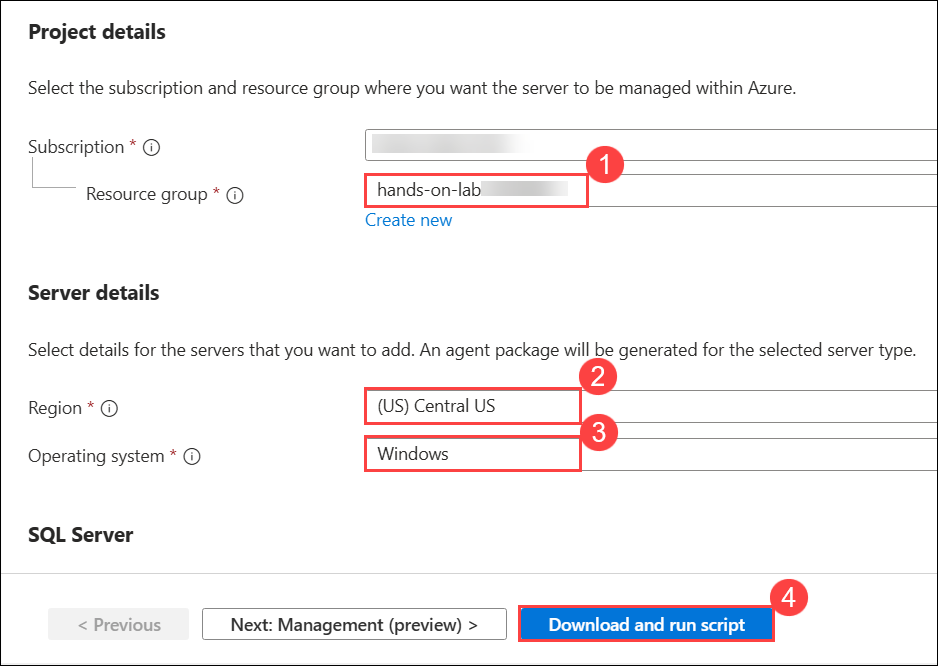 Project details
Select the subscription and resource group where you want the server to be managed within Azure.
Subscription * i
1
Resource group * i hands-on-lab
Create new
Server details
Select details for the servers that you want to add. An agent package will be generated for the selected server type.
2
Region * i (US) Central US
3
Operating system * i Windows
SQL Server
4
< Previous Next: Management (preview) > Download and run script